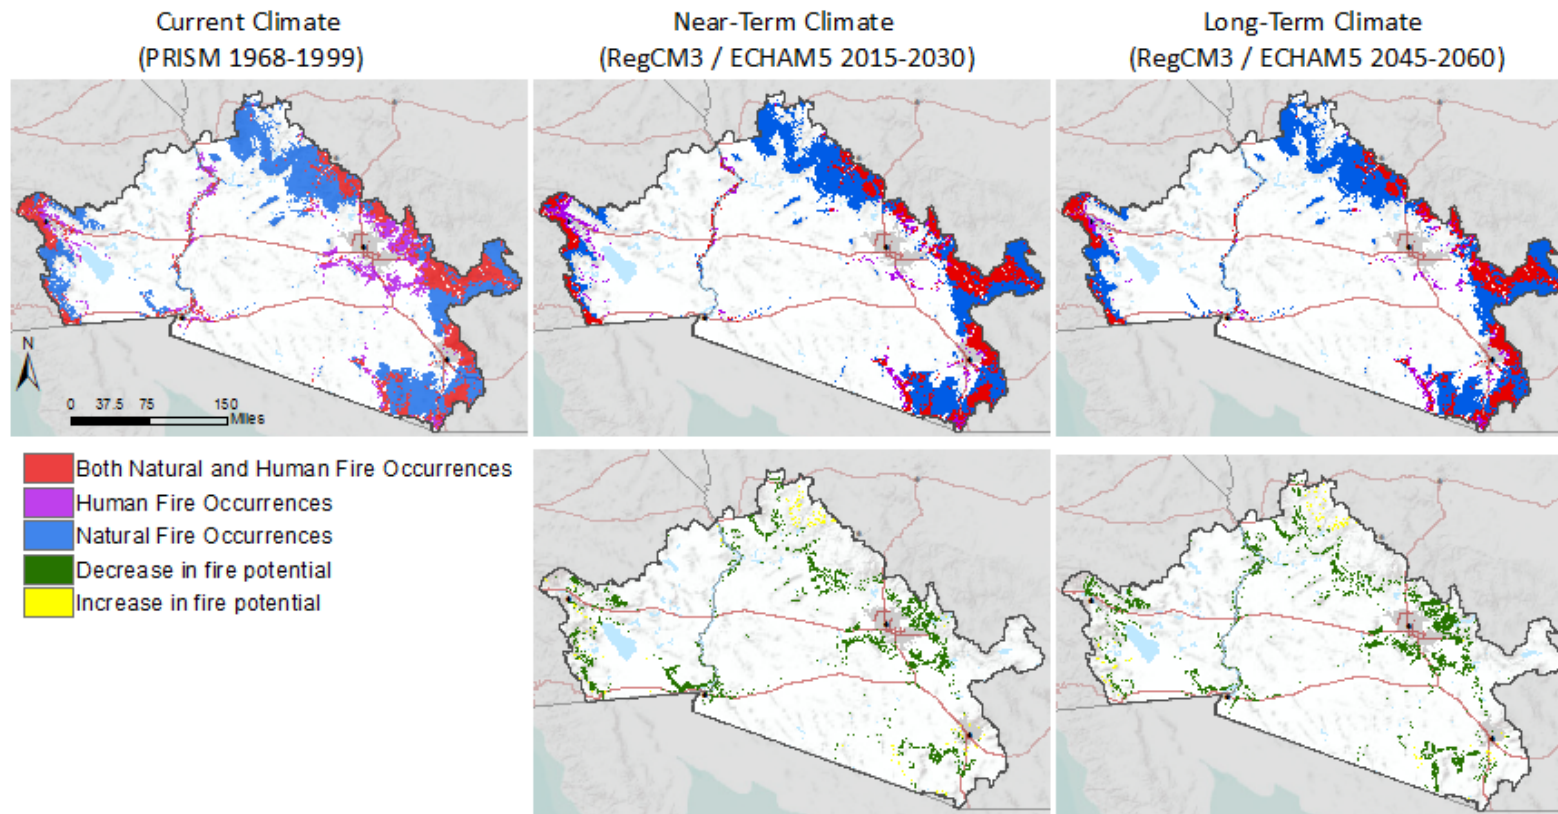 Current Climate
(PRISM 1968-1999)
Near-Term Climate
(RegCM3 / ECHAM5 2015-2030)
Long-Term Climate
(RegCM3 / ECHAM5 2045-2060)
N
0 37.5 75 150
Miles
Both Natural and Human Fire Occurrences
Human Fire Occurrences
Natural Fire Occurrences
Decrease in fire potential
Increase in fire potential